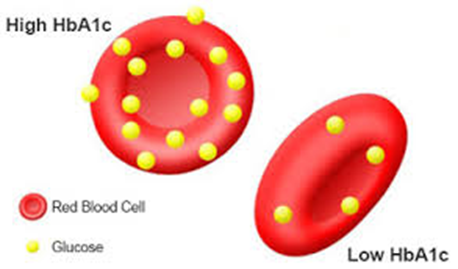 High HbA1c
Red Blood Cell
Glucose
Low HbA1c